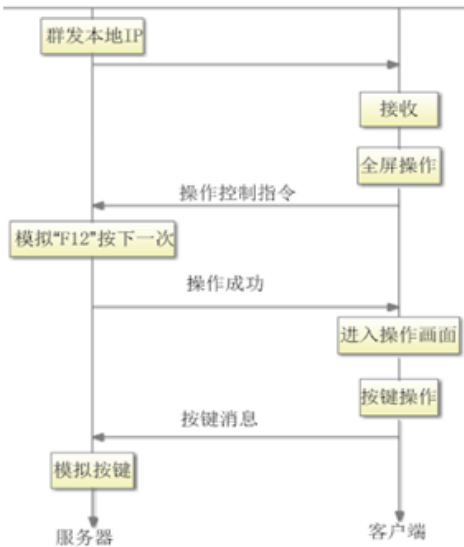 群发本地IP
接收
全屏操作
操作控制指令
模拟“F12”按下一次
操作成功
进入操作画面
按键操作
按键消息
模拟按键
服务器
客户端